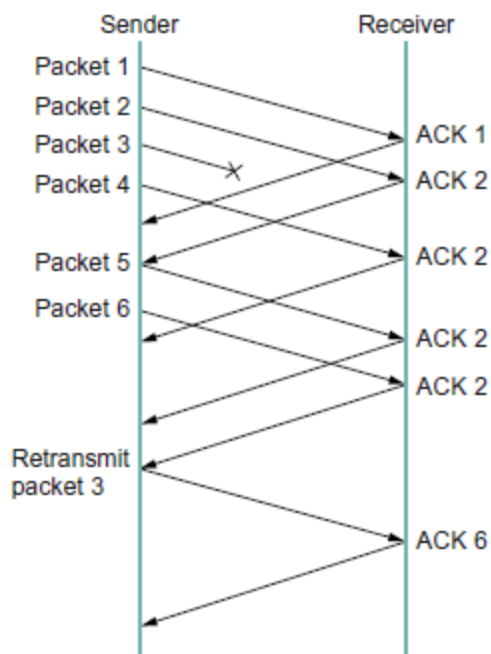 Sender
Receiver
Packet 1
Packet 2
Packet 3
Packet 4
Packet 5
Packet 6
Retransmit
packet 3
ACK 1
ACK 2
ACK 2
ACK 2
ACK 2
ACK 6